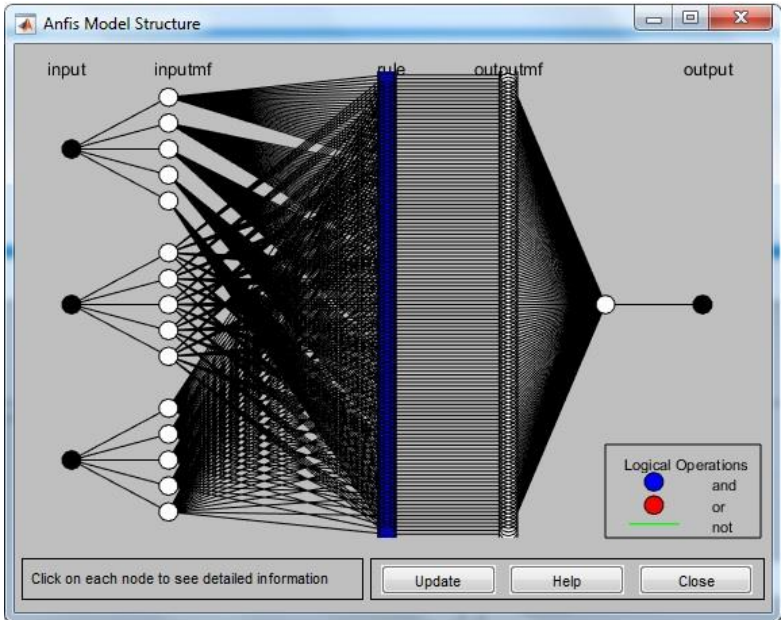 Anfis Model Structure
input inputmf rule outputmf output
Logical Operations
and
or
not
Click on each node to see detailed information
Update Help Close